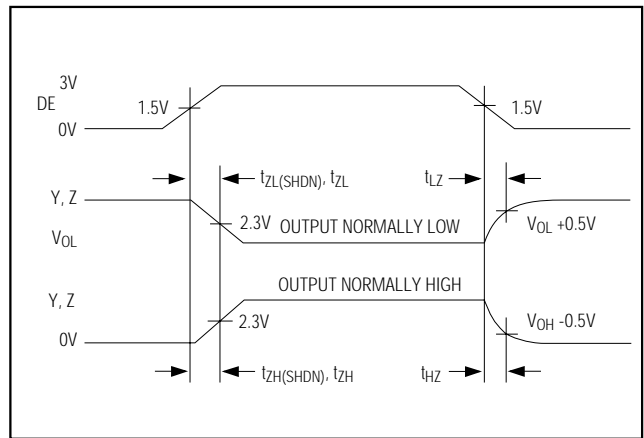 3V
DE
1.5V
1.5V
0V
tZL(SHDN), tZL
tLZ
Y, Z
2.3V
OUTPUT NORMALLY LOW
VOL +0.5V
VOL
OUTPUT NORMALLY HIGH
Y, Z
2.3V
VOH -0.5V
0V
tZH(SHDN), tZH
tHZ